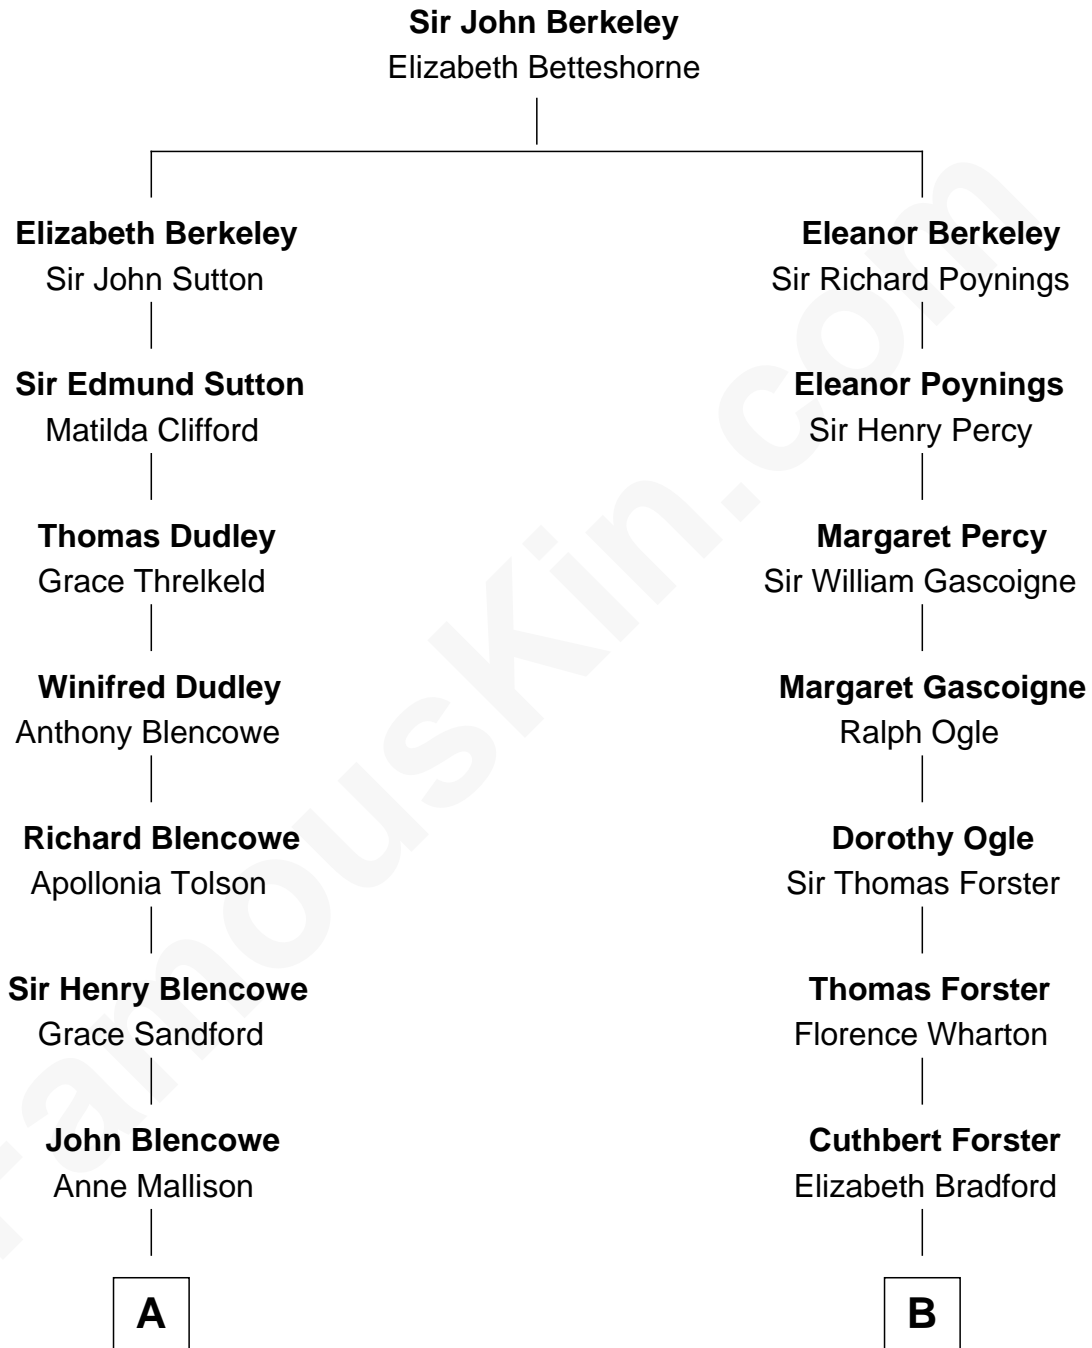 Sir John Berkeley
Elizabeth Betteshorne
Elizabeth Berkeley
Sir John Sutton
Eleanor Berkeley
Sir Richard Poynings
Sir Edmund Sutton
Matilda Clifford
Eleanor Poynings
Sir Henry Percy
Thomas Dudley
Grace Threlkeld
Margaret Percy
Sir William Gascoigne
Winifred Dudley
Anthony Blencowe
Margaret Gascoigne
Ralph Ogle
Richard Blencowe
Apollonia Tolson
Dorothy Ogle
Sir Thomas Forster
Sir Henry Blencowe
Grace Sandford
Thomas Forster
Florence Wharton
John Blencowe
Anne Mallison
Cuthbert Forster
Elizabeth Bradford
A
B
FamousKin.com